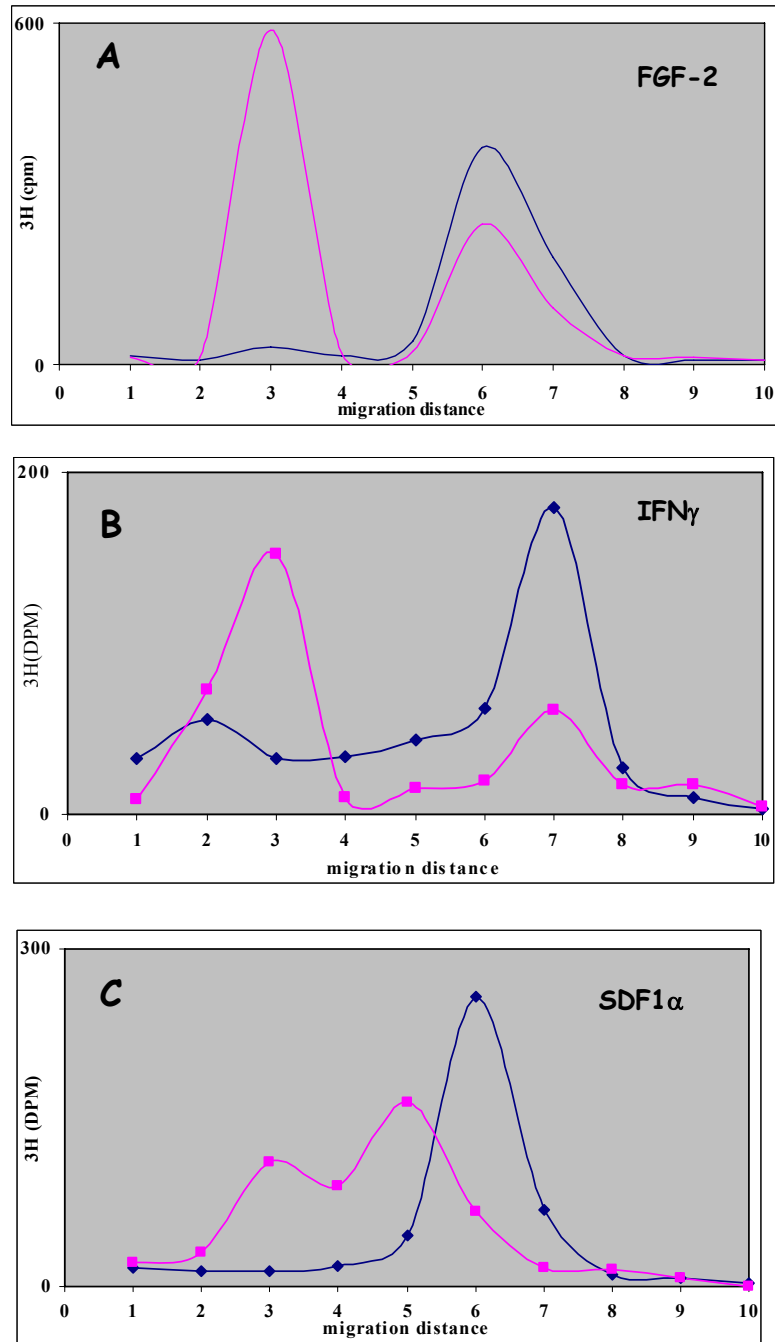 600
A
FGF-2
3H (cpm)
0
0 1 2 3 4 5 6 7 8 9 10
migration distance
200
B
IFNγ
3H(DPM)
0
0 1 2 3 4 5 6 7 8 9 10
migration distance
300
C
SDF1α
3H (DPM)
0
0 1 2 3 4 5 6 7 8 9 10
migration distance